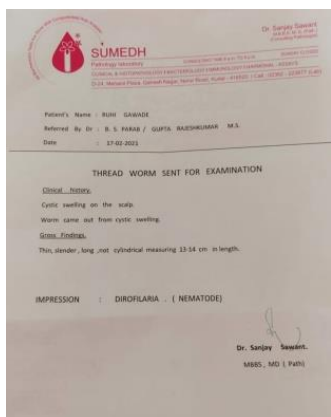 Dr. Sanjay Sawant
SUMEDH
Pathology laboratory
Patient's Name : RUHI GAWADE
Referred By Dr : B. S. PARAB / GUPTA RAJESHKUMAR M.S.
Date : 17-02-2021
THREAD WORM SENT FOR EXAMINATION
Clinical history.
Cystic swelling on the scalp.
Worm came out from cystic swelling.
Gross Findings.
Thin, slender , long ,not cylindrical measuring 13-14 cm in length.
IMPRESSION : DIROFILARIA . ( NEMATODE)
Dr. Sanjay Sawant.
MBBS , MD ( Path)